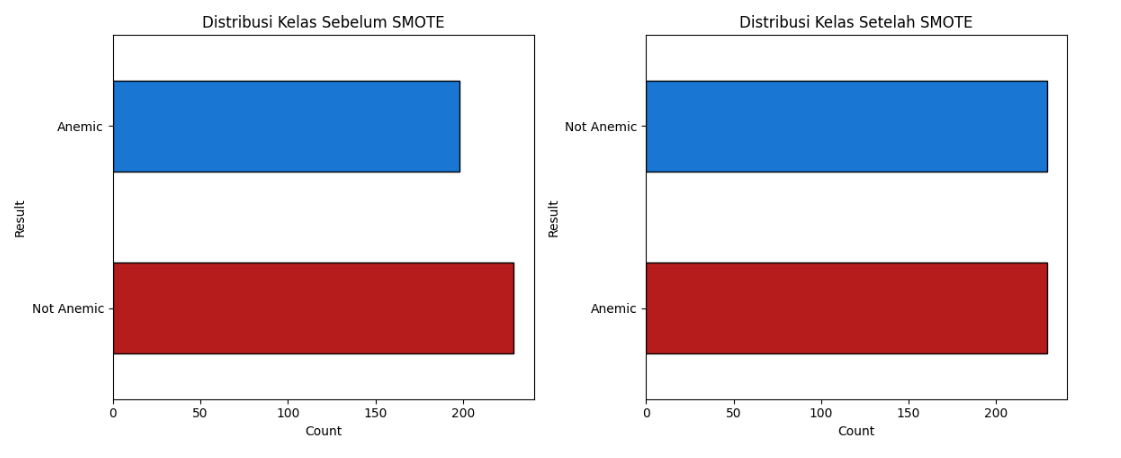 Distribusi Kelas Sebelum SMOTE
Anemic
Not Anemic
Result
0 50 100 150 200
Count
Distribusi Kelas Setelah SMOTE
Not Anemic
Anemic
Result
0 50 100 150 200
Count